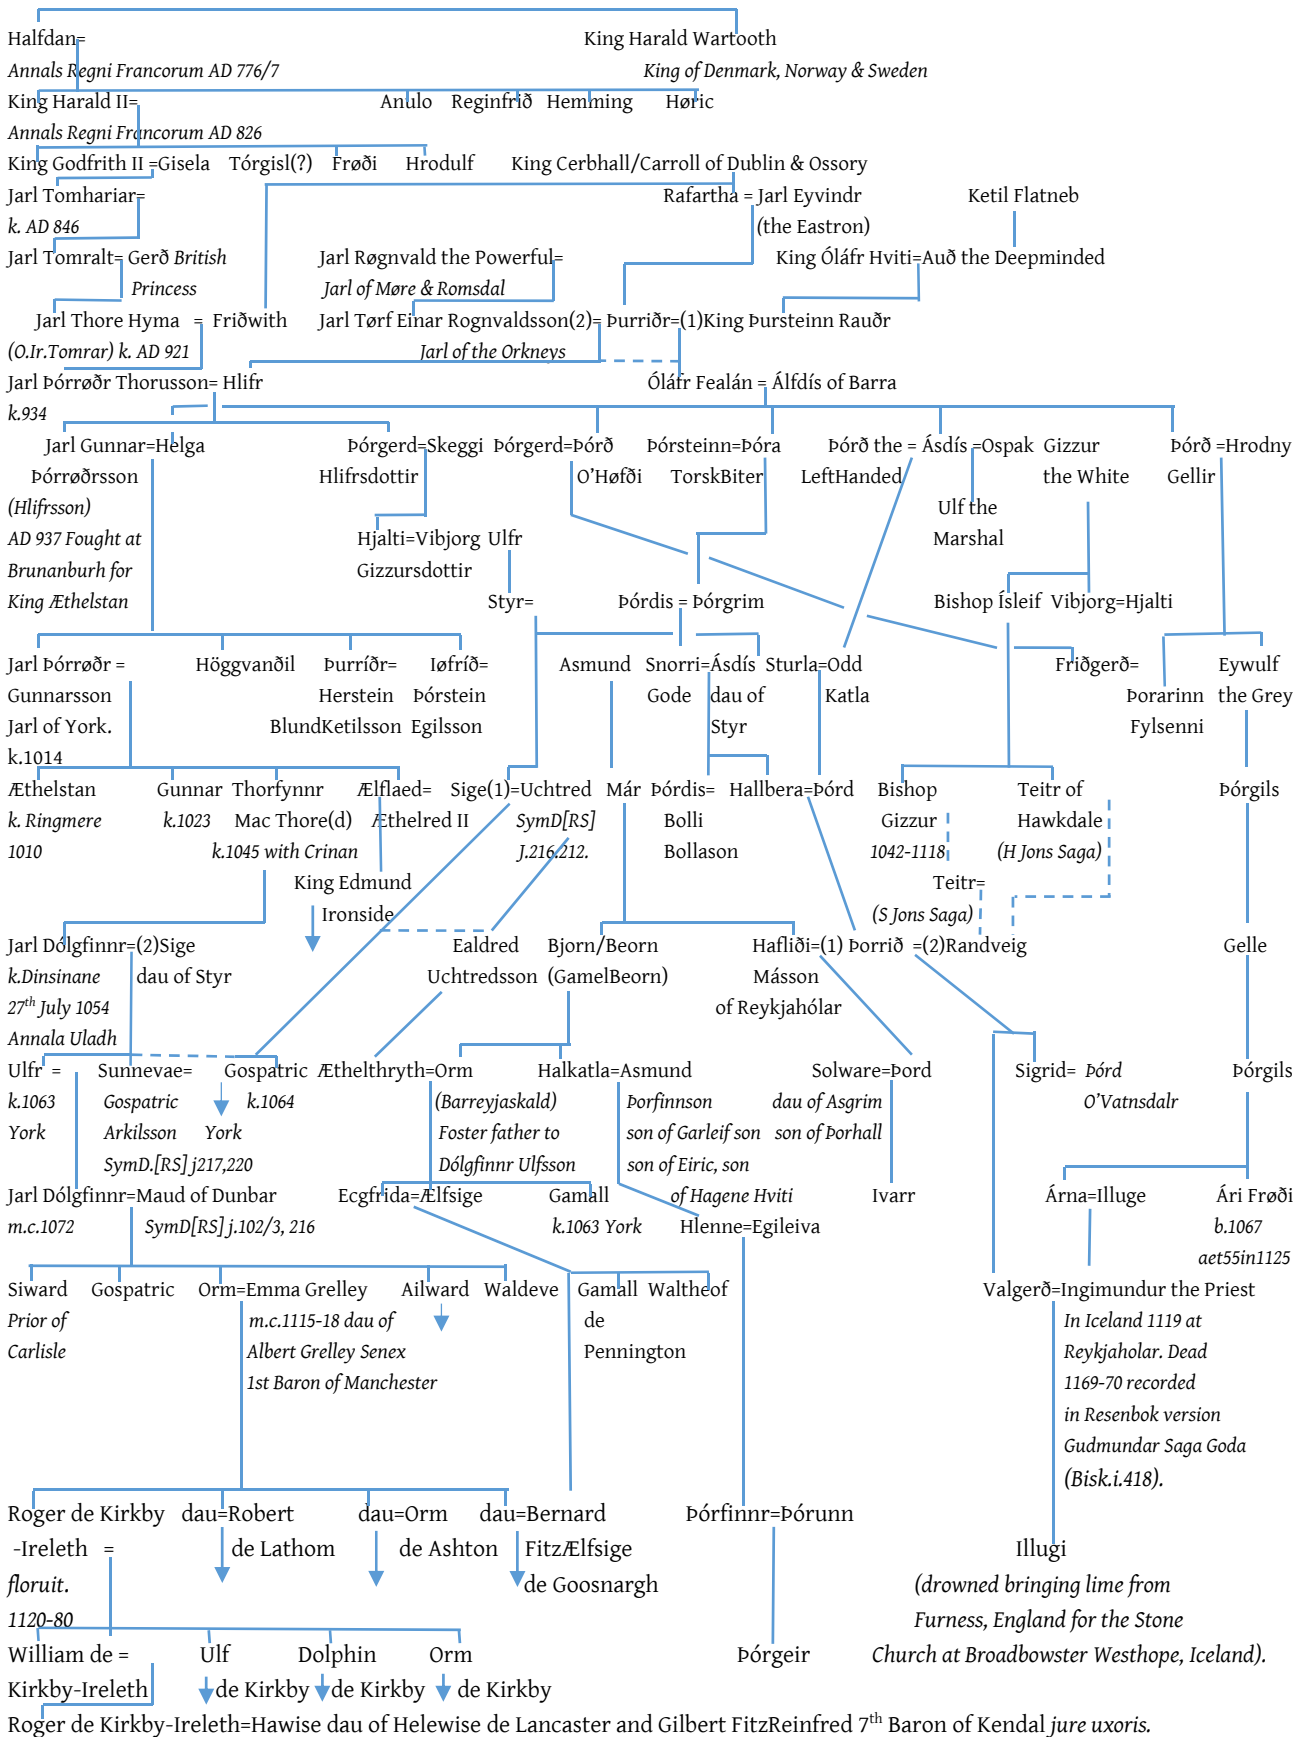 Halfdan= King Harald Wartooth
Annals Regni Francorum AD 776/7 King of Denmark, Norway & Sweden
King Harald II= Anulo Reginfrið Hemming Høric
Annals Regni Francorum AD 826
King Godfrith II =Gisela Tórgisl(?) Frøði Hrodulf King Cerbhall/Carroll of Dublin & Ossory
Jarl Tomhariar= Rafartha = Jarl Eyvindr Ketil Flatneb
k. AD 846 (the Eastron)
Jarl Tomralt= Gerð British Jarl Røgnvald the Powerful= King Óláfr Hviti=Auð the Deepminded
Princess Jarl of Møre & Romsdal
Jarl Thore Hyma = Friðwith Jarl Tørf Einar Rognvaldsson(2)= Þurriðr=(1)King Þursteinn Rauðr
(O.Ir.Tomrar) k. AD 921 Jarl of the Orkneys
Jarl Þórrøðr Thorusson= Hlifr Óláfr Fealán = Álfdís of Barra
k.934
Jarl Gunnar=Helga Þórgerd=Skeggi Þórgerd=Þórð Þórsteinn=Þóra Þórð the = Ásdís =Ospak Gizzur Þórð =Hrodny
Þórrøðrsson Hlifrsdottir O'Høfði TorskBiter LeftHanded the White Gellir
(Hlifrsson) Ulf the
AD 937 Fought at Hjalti=Vibjorg Ulfr Marshal
Brunanburh for Gizzursdottir
King Æthelstan Styr= Þórdis = Þórgrim Bishop Ísleif Vibjorg=Hjalti
Jarl Þórrøðr = Höggvanðil Þurríðr= Iøfríð= Asmund Snorri=Ásdís Sturla=Odd Friðgerð= Eywulf
Gunnarsson Herstein Þórstein Gode dau of Katla Þorarinn the Grey
Jarl of York. BlundKetilsson Egilsson Styr Fylsenni
k.1014
Æthelstan Gunnar Thorfynnr Ælflaed= Sige(1)=Uchtred Már Þórdis= Hallbera=Þórd Bishop Teitr of Þórgils
k. Ringmere k.1023 Mac Thore(d) Æthelred II SymD[RS] Bolli Gizzur Hawkdale
1010 k.1045 with Crinan J.216.212. Bollason 1042-1118 (H Jons Saga)
King Edmund Teitr=
Ironside (S Jons Saga)
Jarl Dólgfinnr=(2)Sige Ealdred Bjorn/Beorn Hafliði=(1) Þorrið =(2)Randveig Gelle
k.Dinsinane dau of Styr Uchtredsson (GamelBeorn) Másson
27th July 1054 of Reykjahólar
Annala Uladh
Ulfr = Sunnevae= Gospatric Æthelthryth=Orm Halkatla=Asmund Solware=Þord Sigrid= Þórd Þórgils
k.1063 Gospatric k.1064 (Barreyjaskald) Þorfinnson dau of Asgrim O'Vatnsdalr
York Arkilsson York Foster father to son of Garleif son son of Þorhall
SymD.[RS] j217,220 Dólgfinnr Ulfsson son of Eiric, son
Jarl Dólgfinnr=Maud of Dunbar Ecgfrida=Ælfsige Gamall of Hagene Hviti Ivarr Árna=Illuge Ári Frøði
m.c.1072 SymD[RS] j.102/3, 216 k.1063 York Hlenne=Egileiva b.1067
aet55in1125
Siward Gospatric Orm=Emma Grelley Ailward Waldeve Gamall Waltheof Valgerð=Ingimundur the Priest
Prior of m.c.1115-18 dau of de In Iceland 1119 at
Carlisle Albert Grelley Senex Pennington Reykjaholar. Dead
1st Baron of Manchester 1169-70 recorded
in Resenbok version
Gudmundar Saga Goda
(Bisk.i.418).
Roger de Kirkby dau=Robert dau=Orm dau=Bernard Þórfinnr=Þórunn
-Ireleth = de Lathom de Ashton FitzÆlfsige Illugi
floruit. de Goosnargh (drowned bringing lime from
1120-80 Furness, England for the Stone
William de = Ulf Dolphin Orm Þórgeir Church at Broadbowster Westhope, Iceland).
Kirkby-Ireleth de Kirkby de Kirkby de Kirkby
Roger de Kirkby-Ireleth=Hawise dau of Helewise de Lancaster and Gilbert FitzReinfred 7th Baron of Kendal jure uxoris.